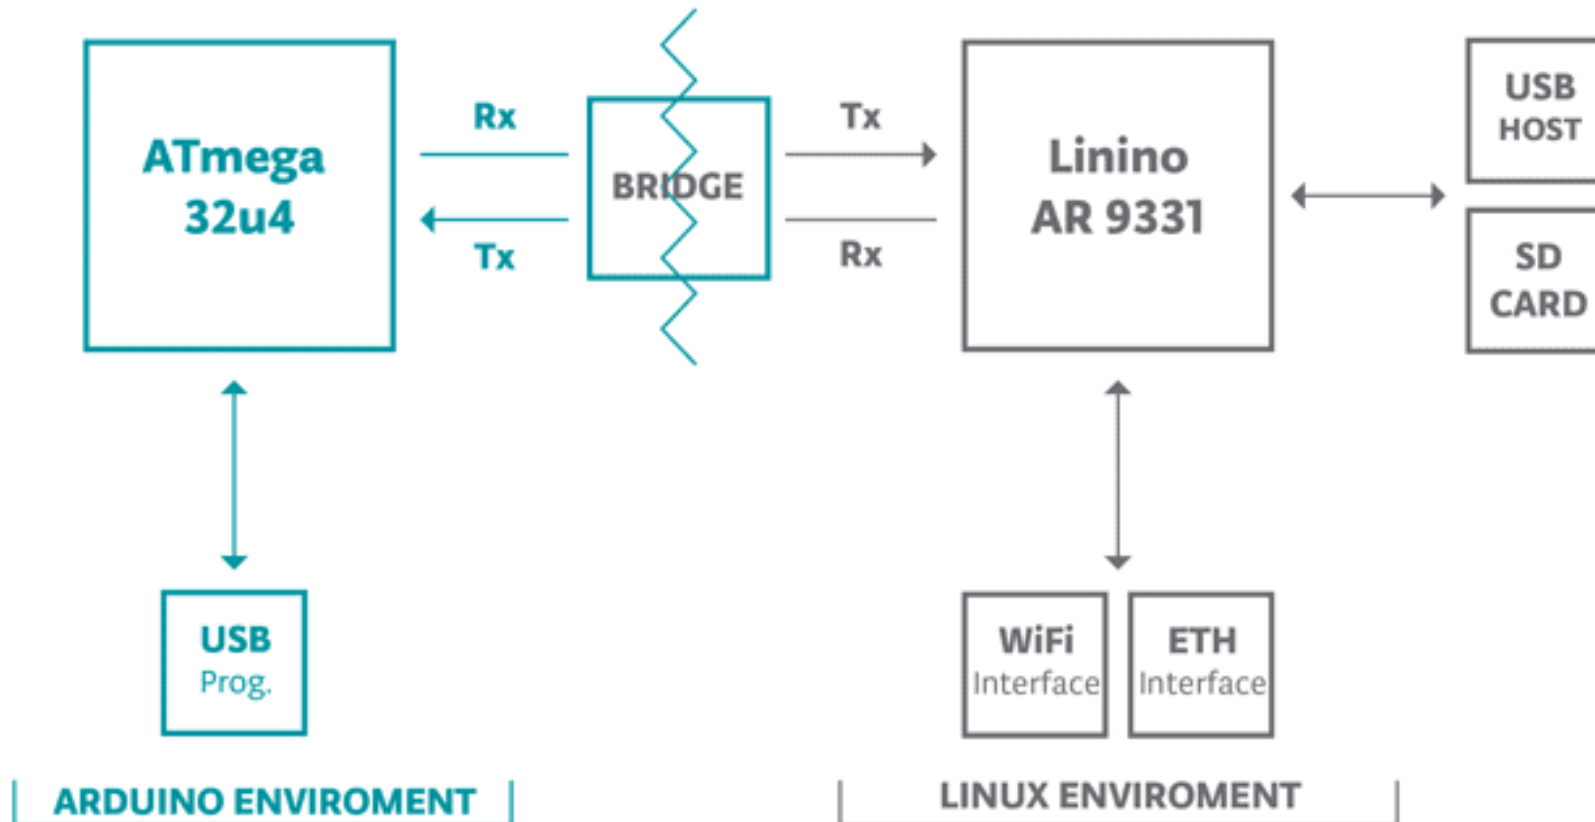 ATmega
32u4
Rx
Tx
BRIDGE
Tx
Rx
Linino
AR 9331
USB
HOST
SD
CARD
USB
Prog.
WiFi
Interface
ETH
Interface
ARDUINO ENVIROMENT
LINUX ENVIROMENT